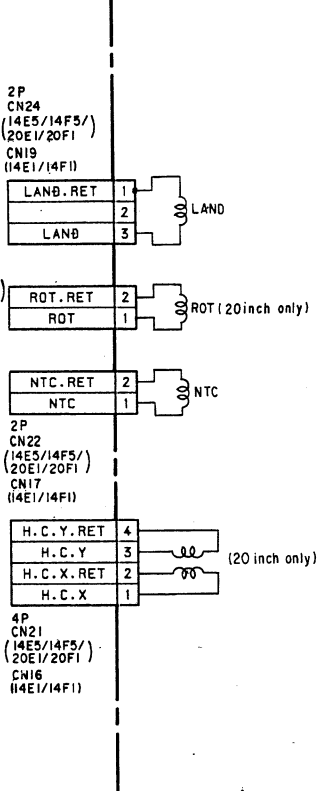 2P
CN24
(14E5/14F5/)
(20E1/20F1)
CN19
(14E1/14F1)
LAND.RET 1
2
LAND 3
LAND
)
ROT.RET 2
ROT 1
ROT (20inch only)
NTC.RET 2
NTC 1
NTC
2P
CN22
(14E5/14F5/)
(20E1/20F1)
CN17
(14E1/14F1)
H.C.Y.RET 4
H.C.Y 3
H.C.X.RET 2
H.C.X 1
(20 inch only)
4P
CN21
(14E5/14F5/)
(20E1/20F1)
CN16
(14E1/14F1)